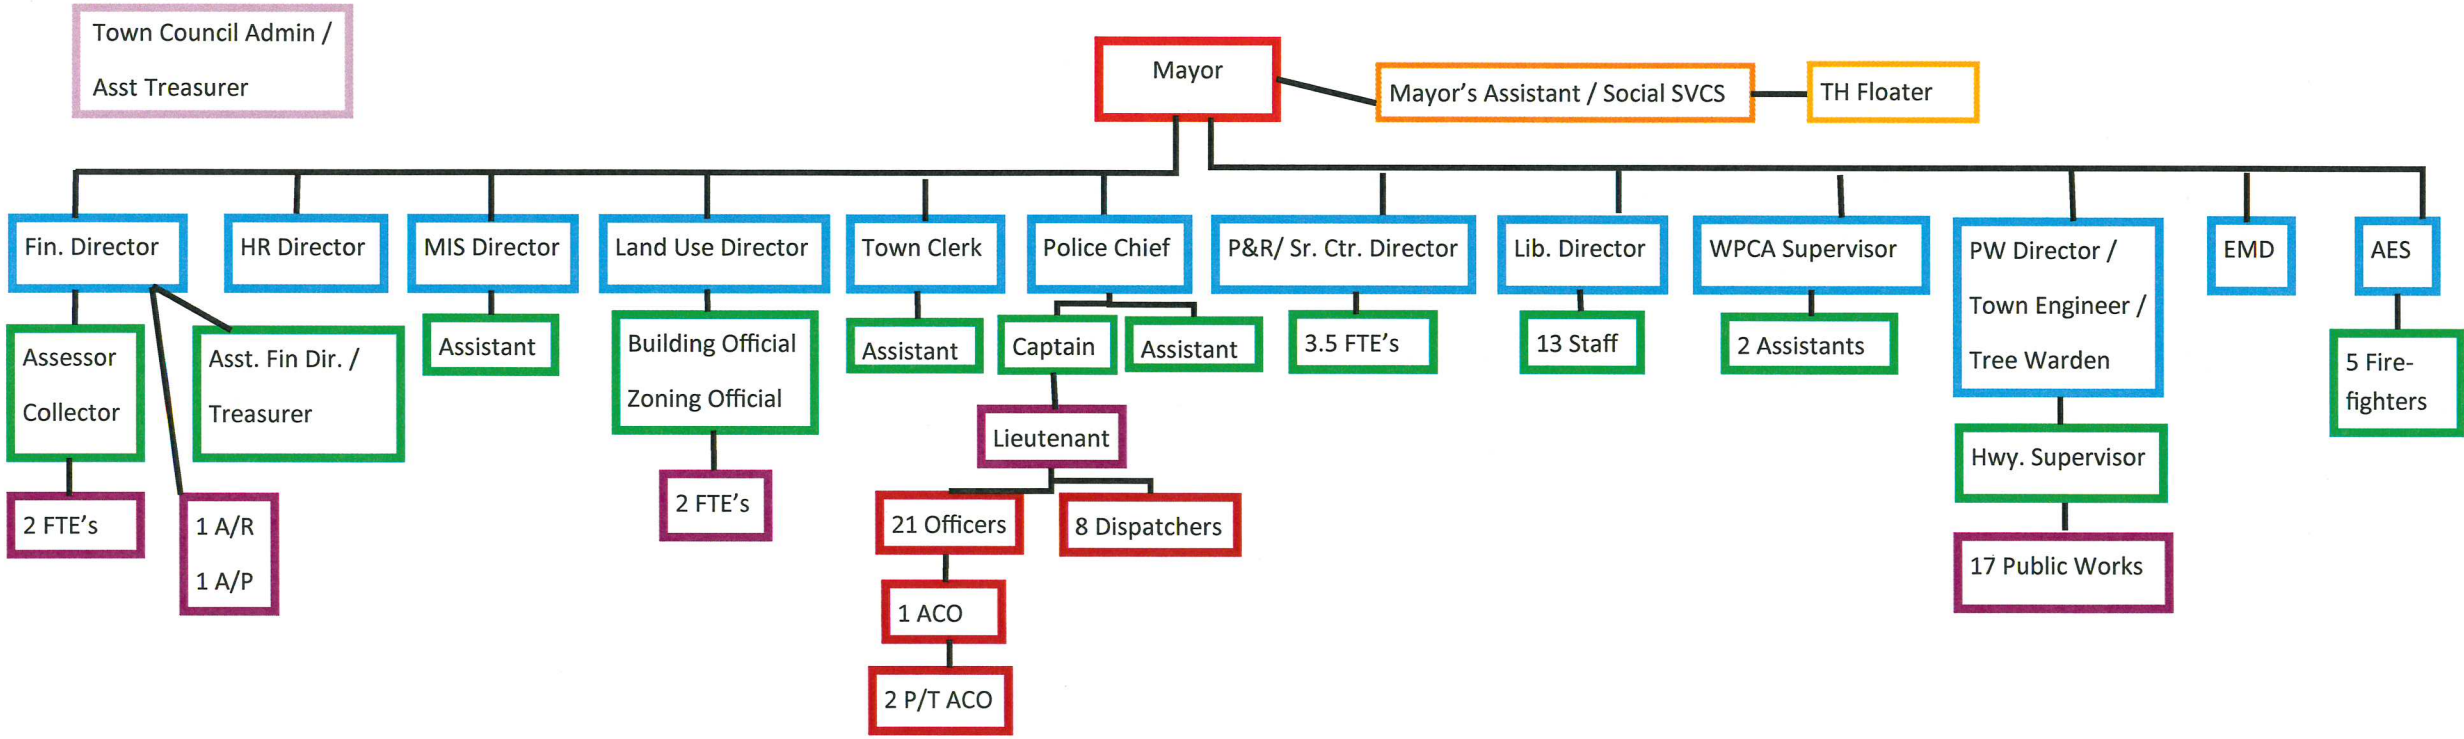 Town Council Admin /
Asst Treasurer
Mayor
Mayor's Assistant / Social SVCS
TH Floater
Fin. Director
HR Director
MIS Director
Land Use Director
Town Clerk
Police Chief
P&R/ Sr. Ctr. Director
Lib. Director
WPCA Supervisor
PW Director /
Town Engineer /
Tree Warden
EMD
AES
Assessor
Collector
Asst. Fin Dir. /
Treasurer
Assistant
Building Official
Zoning Official
Assistant
Captain
Assistant
3.5 FTE's
13 Staff
2 Assistants
5 Fire-
fighters
Lieutenant
Hwy. Supervisor
2 FTE's
1 A/R
1 A/P
2 FTE's
21 Officers
8 Dispatchers
17 Public Works
1 ACO
2 P/T ACO